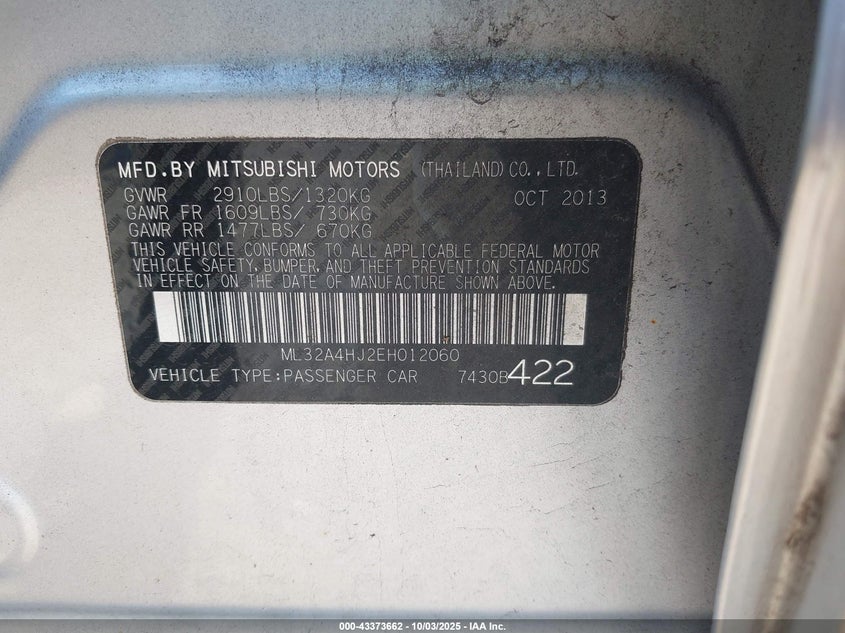 MFD.BY MITSUBISHI MOTORS (THAILAND) CO., LTD.
GVWR 2910LBS/1320KG OCT 2013
GAWR FR 1609LBS/ 730KG
GAWR RR 1477LBS/ 670KG
THIS VEHICLE CONFORMS TO ALL APPLICABLE FEDERAL MOTOR
VEHICLE SAFETY, BUMPER, AND THEFT PREVENTION STANDARDS
IN EFFECT ON THE DATE OF MANUFACTURE SHOWN ABOVE.
ML32A4HJ2EH012060
VEHICLE TYPE:PASSENGER CAR 7430B422
000-43373662 - 10/03/2025 - IAA Inc.